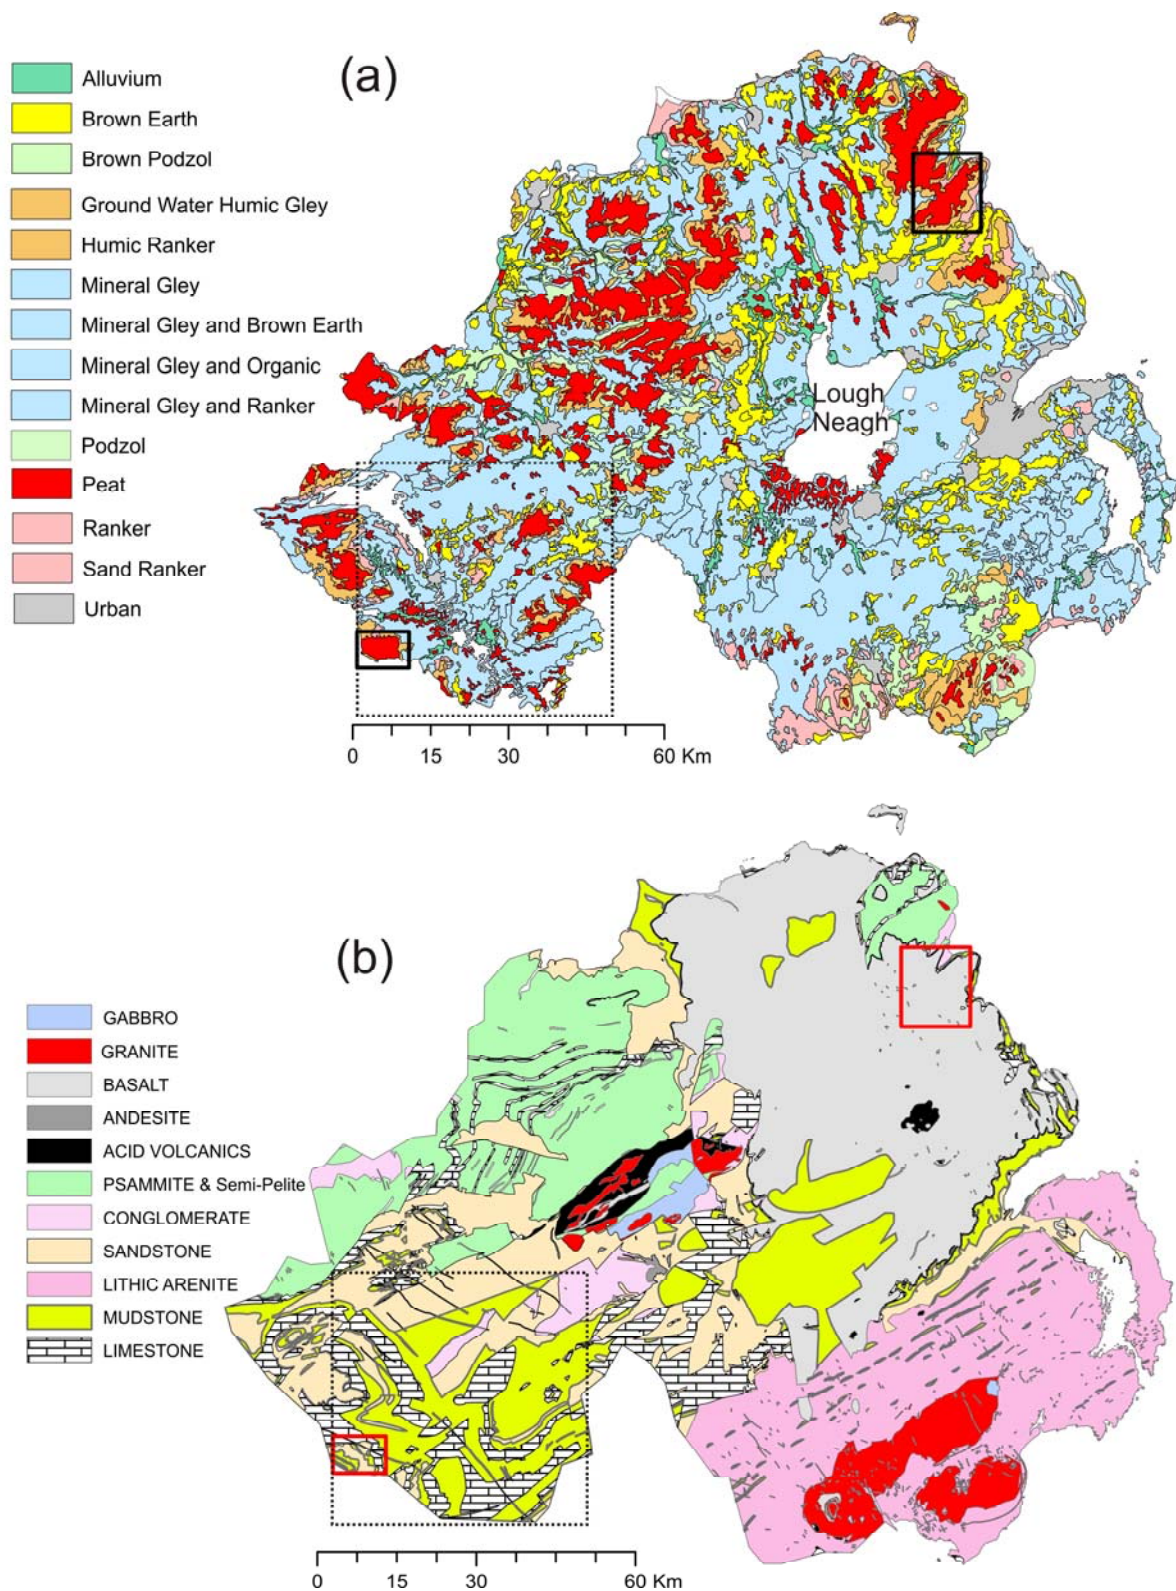 (a)
Alluvium
Brown Earth
Brown Podzol
Ground Water Humic Gley
Humic Ranker
Mineral Gley
Mineral Gley and Brown Earth
Mineral Gley and Organic
Mineral Gley and Ranker
Podzol
Peat
Ranker
Sand Ranker
Urban
Lough
Neagh
0 15 30 60 Km
(b)
GABBRO
GRANITE
BASALT
ANDESITE
ACID VOLCANICS
PSAMMITE & Semi-Pelite
CONGLOMERATE
SANDSTONE
LITHIC ARENITE
MUDSTONE
LIMESTONE
0 15 30 60 Km